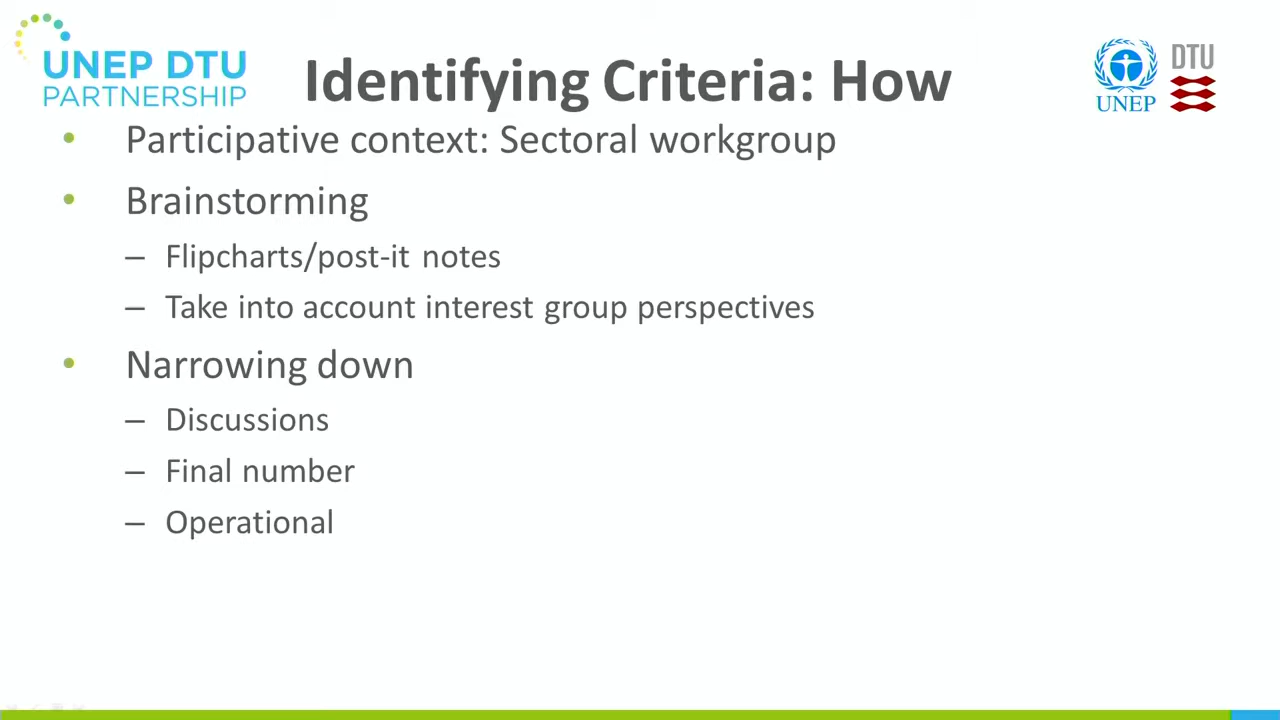 UNEP DTU
PARTNERSHIP
Identifying Criteria: How
UNEP
DTU
• Participative context: Sectoral workgroup
• Brainstorming
– Flipcharts/post-it notes
– Take into account interest group perspectives
• Narrowing down
– Discussions
– Final number
– Operational